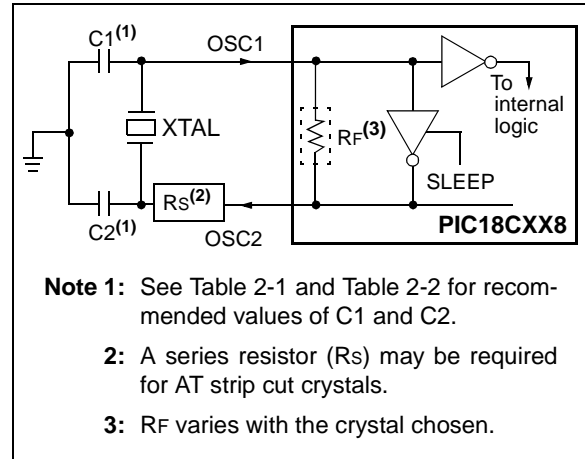 C1(1)
OSC1
To
internal
logic
XTAL
RF(3)
SLEEP
C2(1)
RS(2)
OSC2
PIC18CXX8
Note 1: See Table 2-1 and Table 2-2 for recom-
mended values of C1 and C2.
2: A series resistor (RS) may be required
for AT strip cut crystals.
3: RF varies with the crystal chosen.